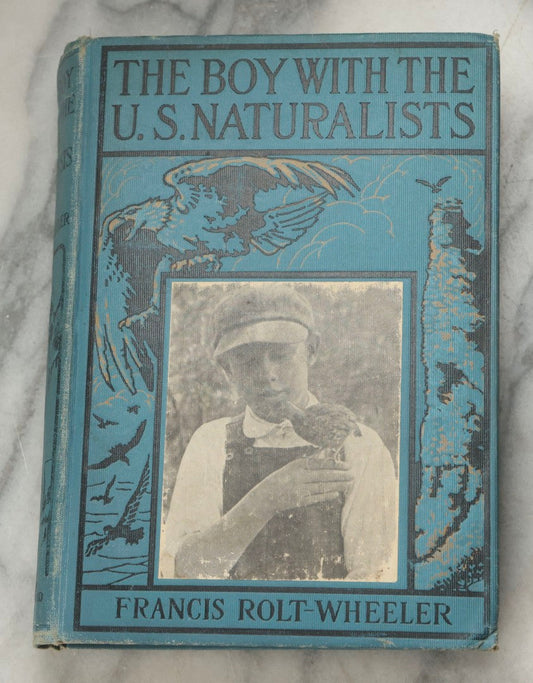 THE BOY WITH THE
U. S. NATURALISTS
FRANCIS ROLT-WHEELER